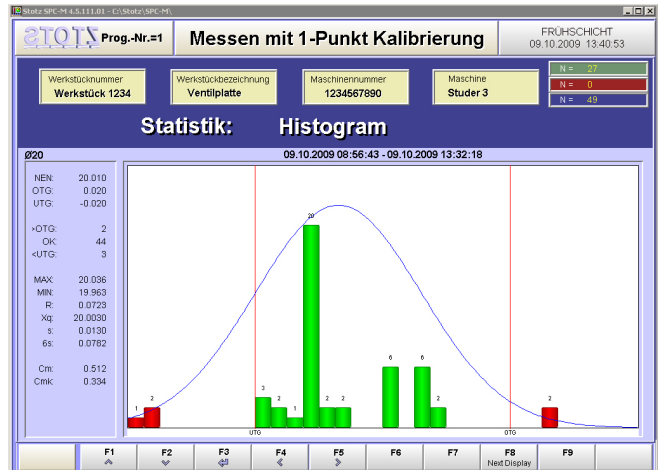 Stotz SPC-M 4.5.111.01 - C:\Stotz\SPC-M\
STOTZ Prog.-Nr.=1
Messen mit 1-Punkt Kalibrierung
FRÜHSCHICHT
09.10.2009 13:40:53
Werkstücknummer
Werkstück 1234
Werkstückbezeichnung
Ventilplatte
Maschinennummer
1234567890
Maschine
Studer 3
N = 27
N = 0
N = 49
Statistik: Histogram
Ø20
09.10.2009 08:56:43 - 09.10.2009 13:32:18
NEN: 20.010
OTG: 0.020
UTG: -0.020
>OTG: 2
OK: 44
<UTG: 3
MAX: 20.036
MIN: 19.963
R: 0.0723
Xq: 20.0030
s: 0.0130
6s: 0.0782
Cm: 0.512
Cmk: 0.334
1 2 3 2 1 20 2 2 6 6 2 2
UTG OTG
F1 F2 F3 F4 F5 F6 F7 F8 F9
Next Display